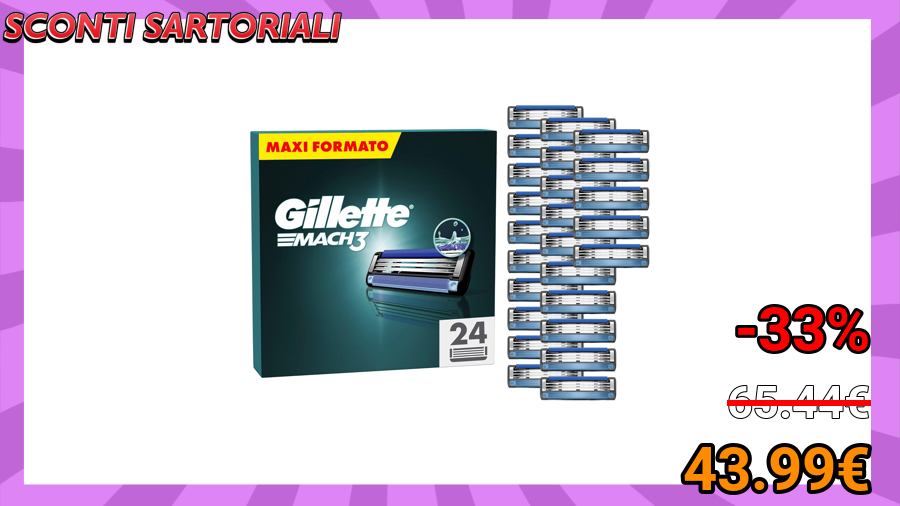 SCONTI SARTORIALI
MAXI FORMATO
Gillette®
MACH3
24
-33%
65.44€
43.99€